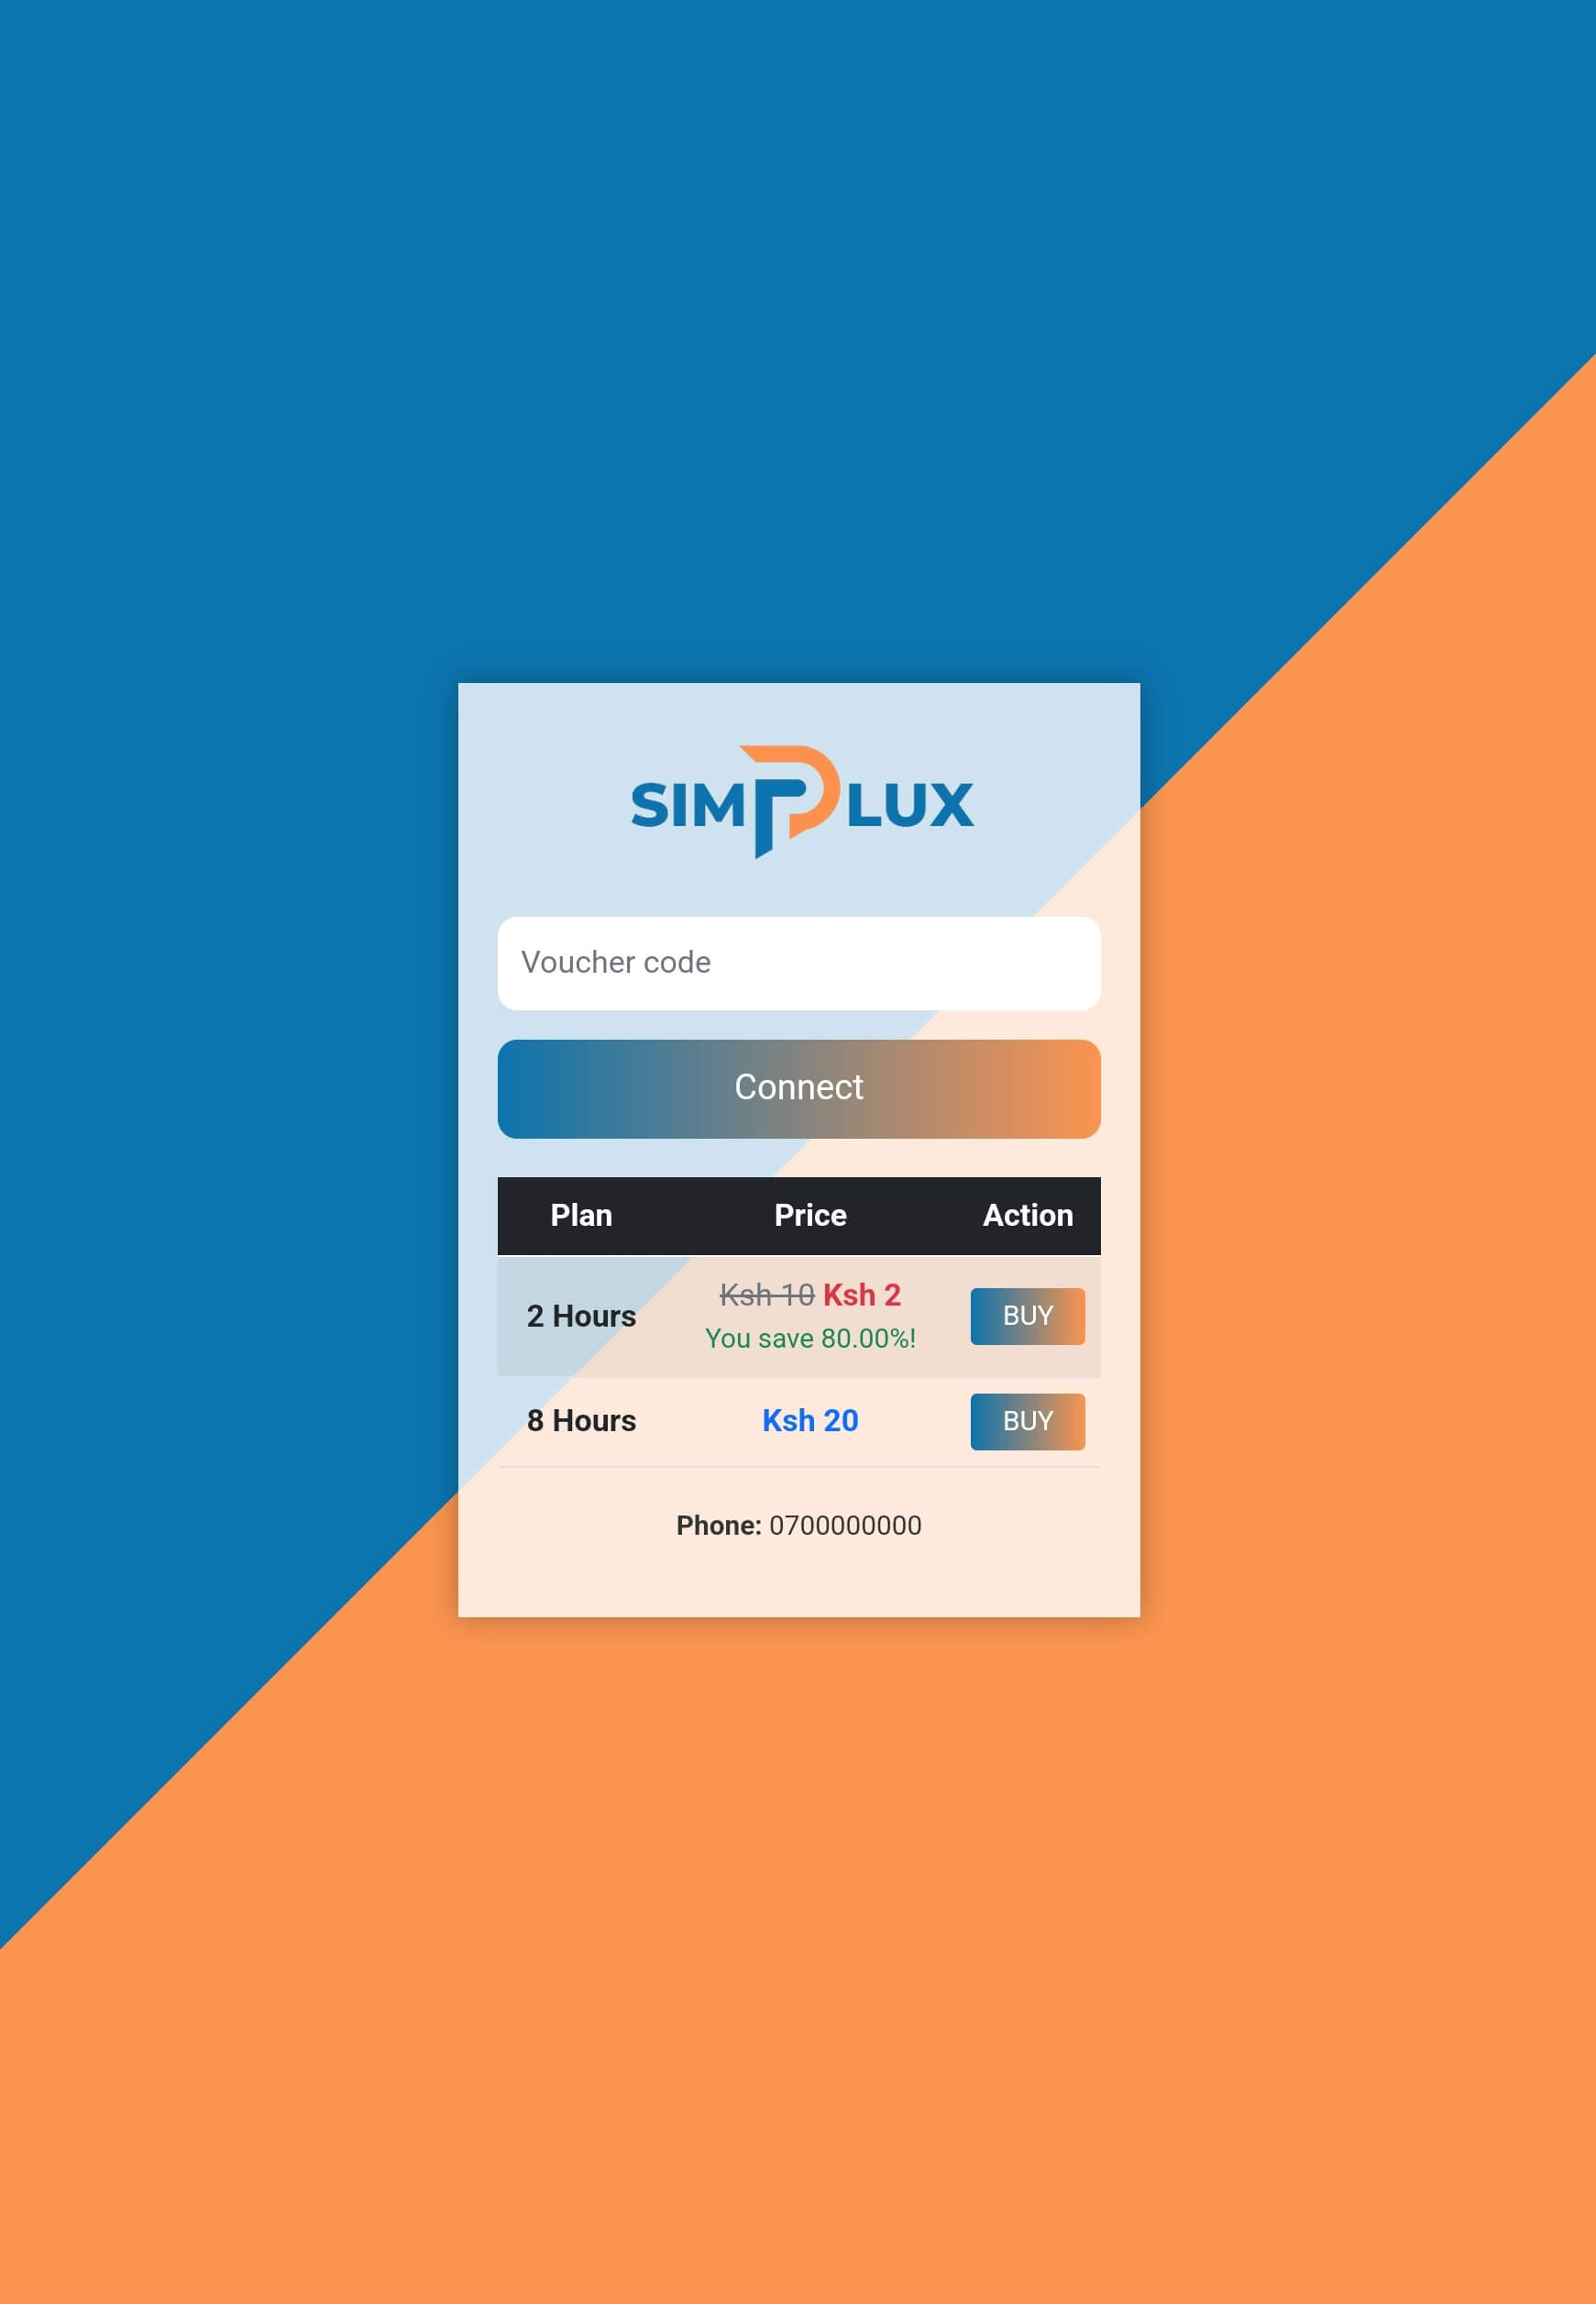 SIMPLUX
Voucher code
Connect
Plan Price Action
2 Hours Ksh 10 Ksh 2 BUY
You save 80.00%!
8 Hours Ksh 20 BUY
Phone: 0700000000